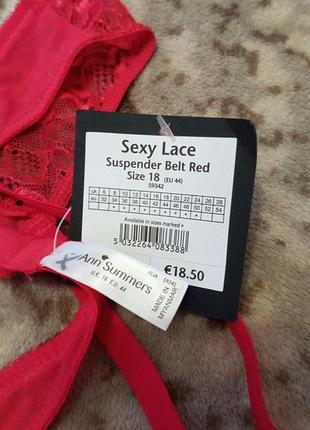 Sexy Lace
Suspender Belt Red
Size 18 (EU 44)
59342
UK 6 8 10 12 14 16 18 20 22 24 26 28
EU 32 34 36 38 40 42 44 46 48 50 52 54
Available in sizes marked •
5 032264 083388
€18.50
Ann Summers
U.K. 18 E.U. 44
59342
MADE IN
MYANMAR